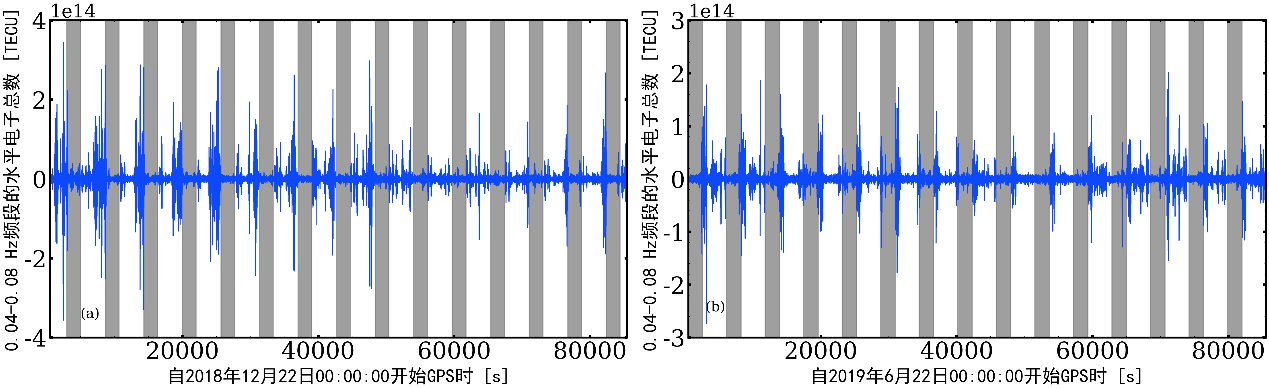 1e14
4
2
0
-2
-4
0.04-0.08 Hz频段的水平电子总数 [TECU]
(a)
20000 40000 60000 80000
自2018年12月22日00:00:00开始GPS时 [s]
1e14
3
2
1
0
-1
-2
-3
0.04-0.08 Hz频段的水平电子总数 [TECU]
(b)
20000 40000 60000 80000
自2019年6月22日00:00:00开始GPS时 [s]